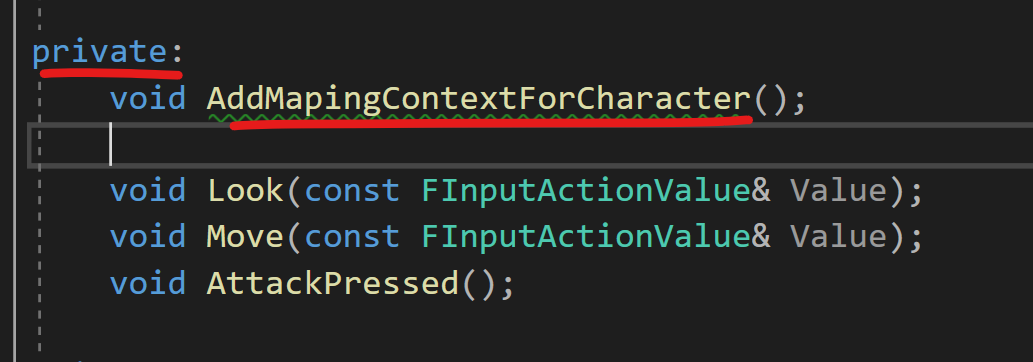 private:
void AddMapingContextForCharacter();
void Look(const FInputActionValue& Value);
void Move(const FInputActionValue& Value);
void AttackPressed();